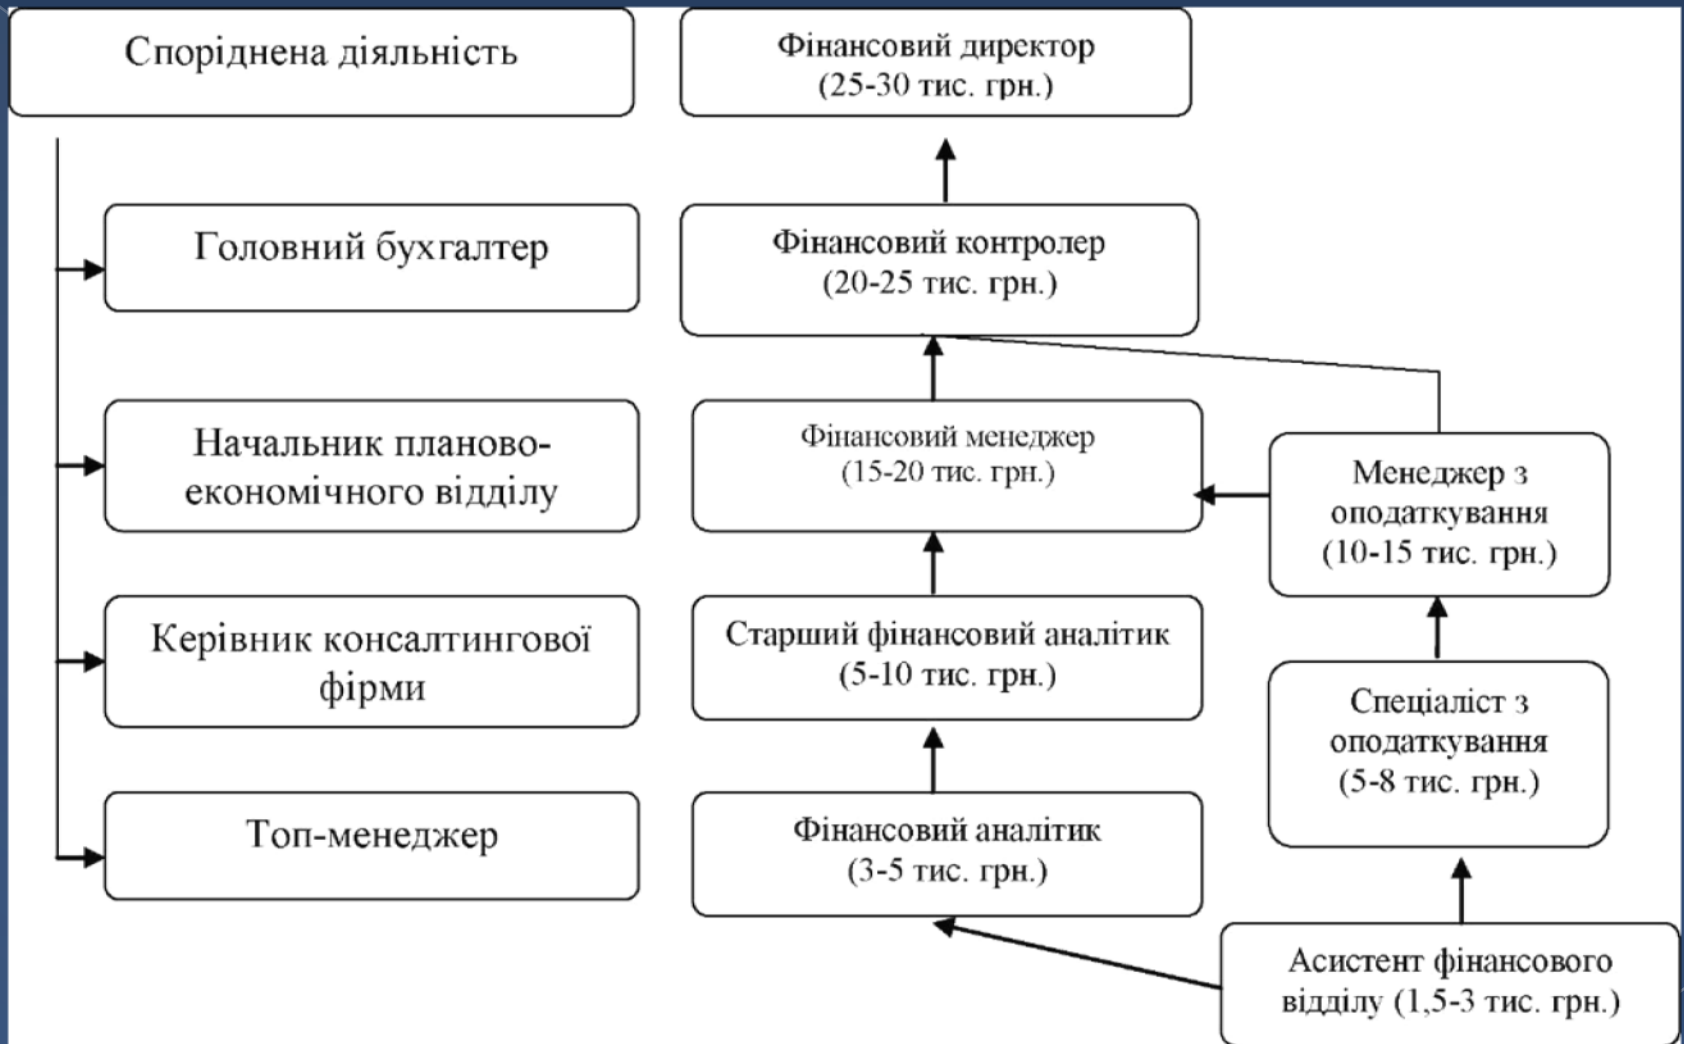 Споріднена діяльність
Головний бухгалтер
Начальник планово-
економічного відділу
Керівник консалтингової
фірми
Топ-менеджер
Фінансовий директор
(25-30 тис. грн.)
Фінансовий контролер
(20-25 тис. грн.)
Фінансовий менеджер
(15-20 тис. грн.)
Старший фінансовий аналітик
(5-10 тис. грн.)
Фінансовий аналітик
(3-5 тис. грн.)
Менеджер з
оподаткування
(10-15 тис. грн.)
Спеціаліст з
оподаткування
(5-8 тис. грн.)
Асистент фінансового
відділу (1,5-3 тис. грн.)